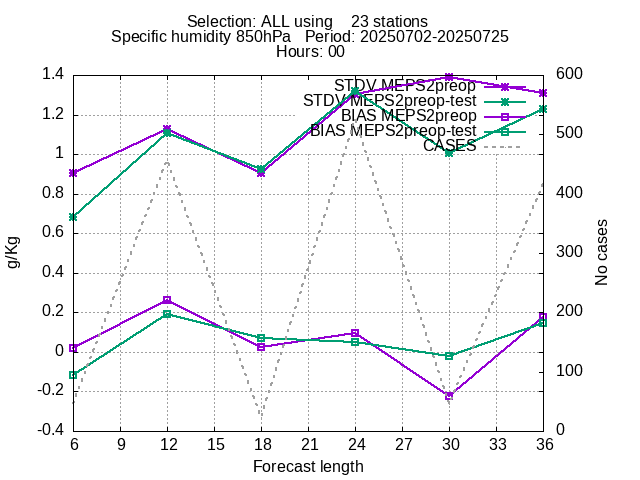 Selection: ALL using    23 stations
Specific humidity 850hPa   Period: 20250702-20250725
Hours: 00
1.4
1.2
1
0.8
0.6
0.4
0.2
0
-0.2
-0.4
g/Kg
STDV MEPS2preop
STDV MEPS2preop-test
BIAS MEPS2preop
BIAS MEPS2preop-test
CASES
600
500
400
300
200
100
0
No cases
6 9 12 15 18 21 24 27 30 33 36
Forecast length